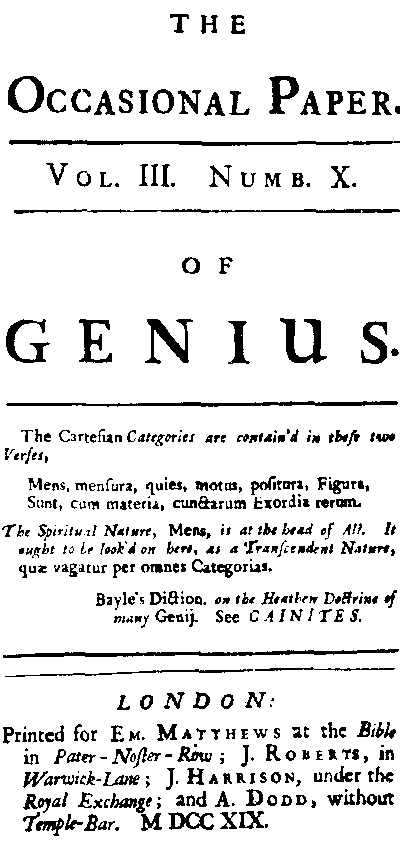 THE
OCCASIONAL PAPER.
VOL. III. NUMB. X.
OF
GENIUS.
The Cartesian Categories are contain'd in these two
Verses,
Mens, mensura, quies, motus, positura, Figura,
Sunt, cum materia, cunctarum Exordia rerum.
The Spiritual Nature, Mens, is at the head of All. It
ought to be look'd on here, as a Transcendent Nature,
quæ vagatur per omnes Categorias.
Bayle's Diction. on the Heathen Doctrine of
many Genij. See CAINITES.
LONDON:
Printed for EM. MATTHEWS at the Bible
in Pater-Noster-Row; J. ROBERTS, in
Warwick-Lane; J. HARRISON, under the
Royal Exchange; and A. DODD, without
Temple-Bar. M DCC XIX.